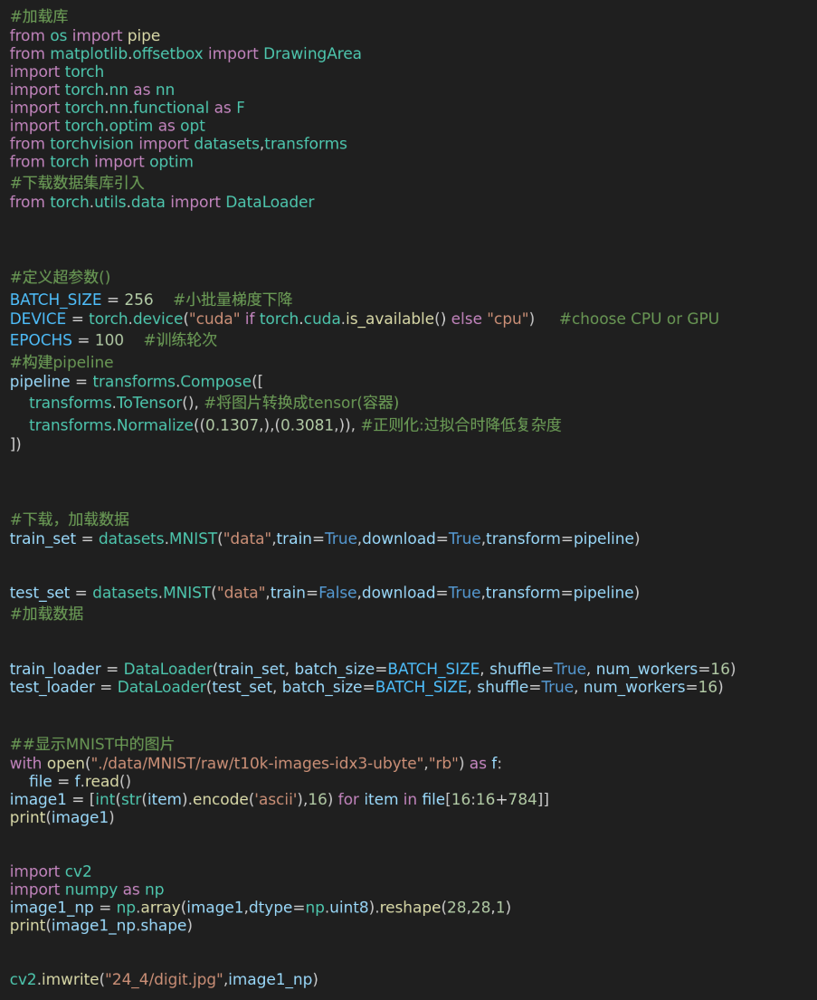 #加载库
from os import pipe
from matplotlib.offsetbox import DrawingArea
import torch
import torch.nn as nn
import torch.nn.functional as F
import torch.optim as opt
from torchvision import datasets,transforms
from torch import optim
#下载数据集库引入
from torch.utils.data import DataLoader
#定义超参数()
BATCH_SIZE = 256    #小批量梯度下降
DEVICE = torch.device("cuda" if torch.cuda.is_available() else "cpu")     #choose CPU or GPU
EPOCHS = 100    #训练轮次
#构建pipeline
pipeline = transforms.Compose([
    transforms.ToTensor(), #将图片转换成tensor(容器)
    transforms.Normalize((0.1307,),(0.3081,)), #正则化:过拟合时降低复杂度
])
#下载，加载数据
train_set = datasets.MNIST("data",train=True,download=True,transform=pipeline)
test_set = datasets.MNIST("data",train=False,download=True,transform=pipeline)
#加载数据
train_loader = DataLoader(train_set, batch_size=BATCH_SIZE, shuffle=True, num_workers=16)
test_loader = DataLoader(test_set, batch_size=BATCH_SIZE, shuffle=True, num_workers=16)
##显示MNIST中的图片
with open("./data/MNIST/raw/t10k-images-idx3-ubyte","rb") as f:
    file = f.read()
image1 = [int(str(item).encode('ascii'),16) for item in file[16:16+784]]
print(image1)
import cv2
import numpy as np
image1_np = np.array(image1,dtype=np.uint8).reshape(28,28,1)
print(image1_np.shape)
cv2.imwrite("24_4/digit.jpg",image1_np)